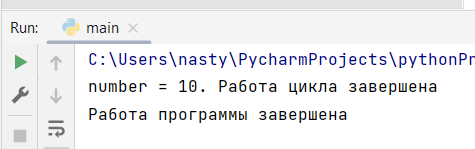 Run: main
C:\Users\nasty\PycharmProjects\pythonPr
number = 10. Работа цикла завершена
Работа программы завершена